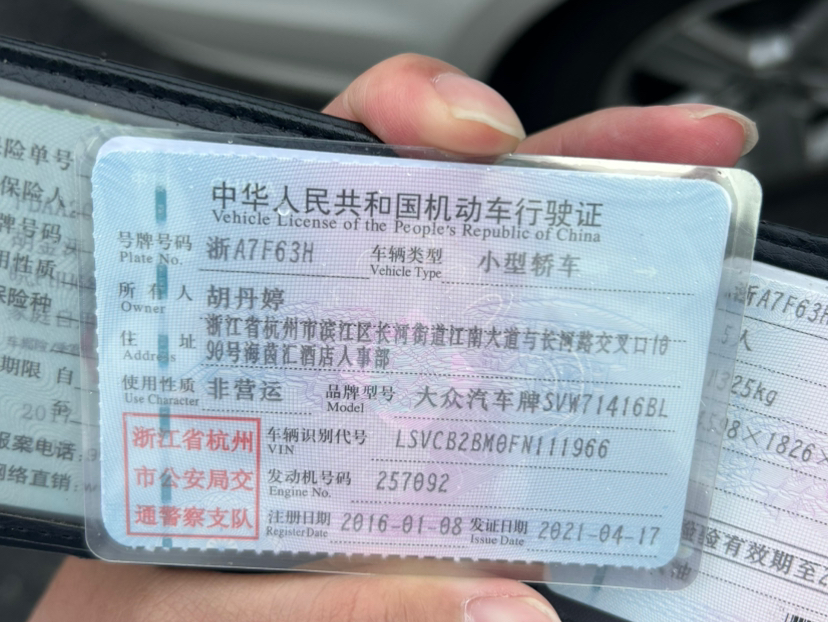 中华人民共和国机动车行驶证
Vehicle License of the People's Republic of China
号牌号码 浙A7F63H 车辆类型 小型轿车
Plate No. Vehicle Type
所有人 胡丹婷
Owner
住址 浙江省杭州市滨江区长河街道江南大道与长河路交叉口10
Address 90号海茵汇酒店人事部
使用性质 非营运 品牌型号 大众汽车牌SVW71416BL
Use Character Model
浙江省杭州
市公安局交
通警察支队
车辆识别代号 LSVCB2BM0FN111966
VIN
发动机号码 257092
Engine No.
注册日期 2016-01-08 发证日期 2021-04-17
Register Date Issue Date
险单号
保险人
牌号码
用性质
保险种
期限 自
至
报案电话:
网络直销:
浙A7F63H
5人
1325kg
598×1826×
检验有效期至2
油